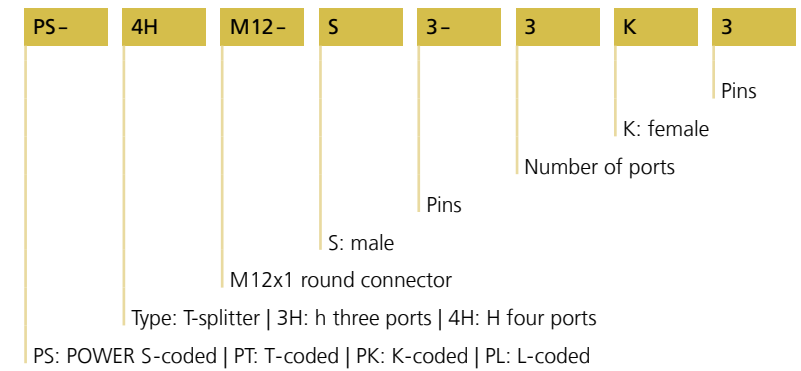 PS– 4H M12– S 3– 3 K 3
Pins
K: female
Number of ports
Pins
S: male
M12x1 round connector
Type: T-splitter | 3H: h three ports | 4H: H four ports
PS: POWER S-coded | PT: T-coded | PK: K-coded | PL: L-coded